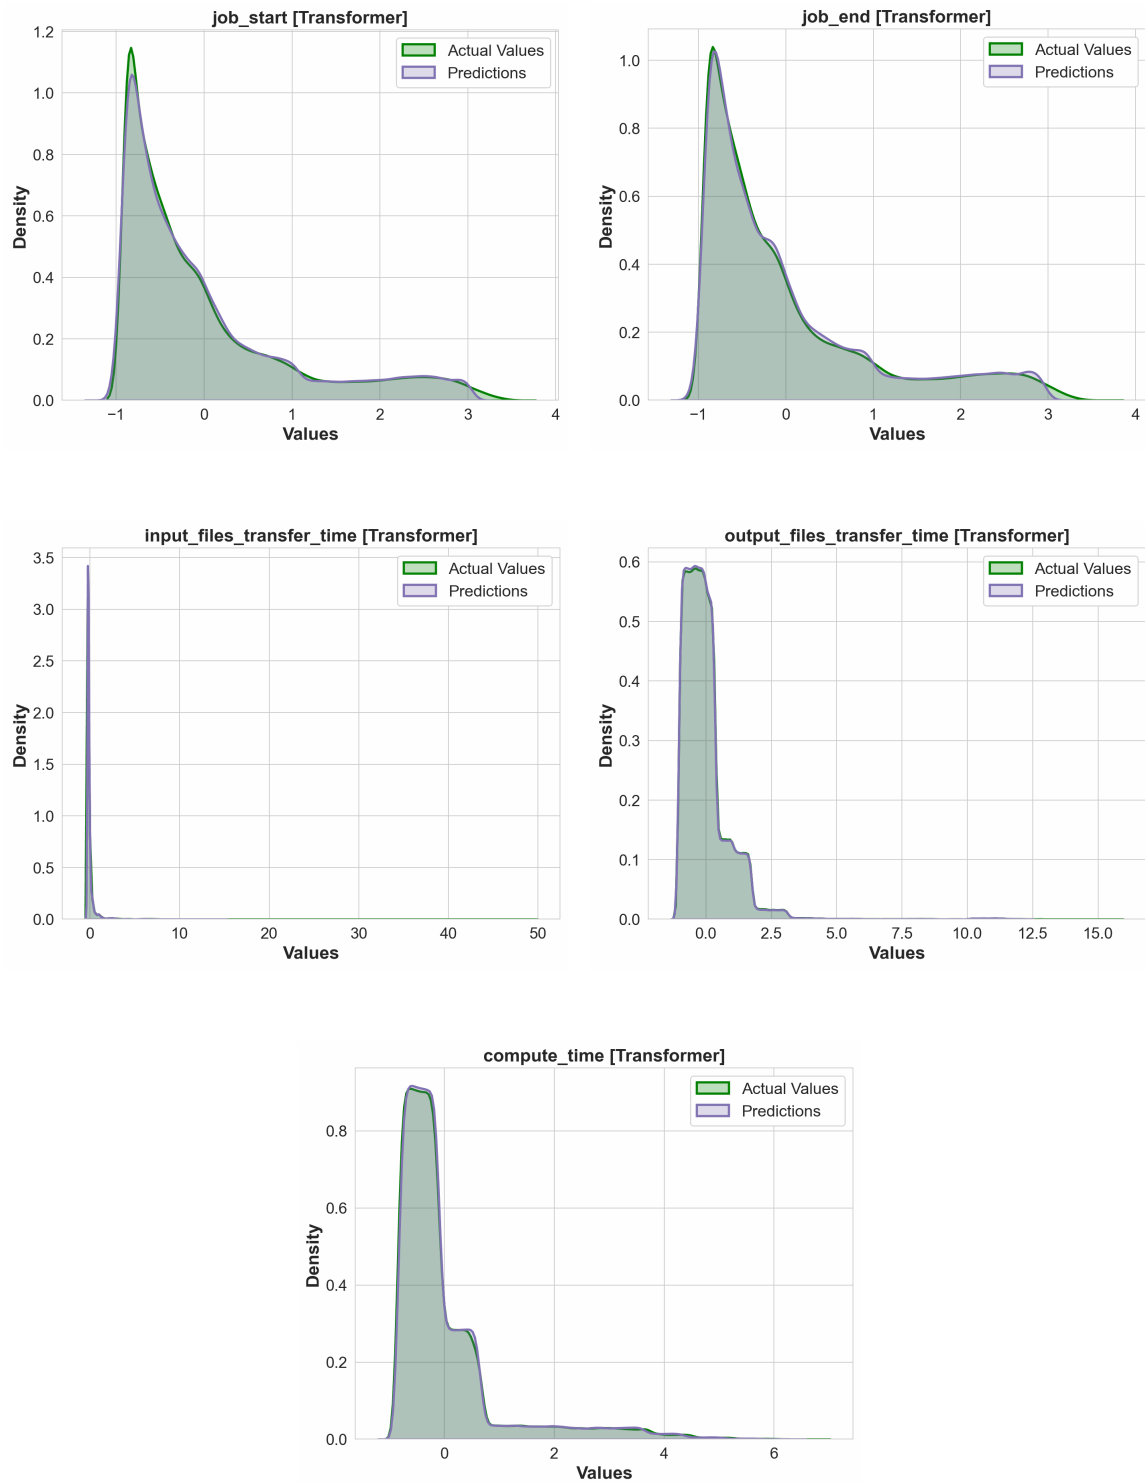 job_start [Transformer]
Actual Values
Predictions
Density
1.2
1.0
0.8
0.6
0.4
0.2
0.0
−1
0
1
2
3
4
Values
job_end [Transformer]
Actual Values
Predictions
Density
1.0
0.8
0.6
0.4
0.2
0.0
−1
0
1
2
3
4
Values
input_files_transfer_time [Transformer]
Actual Values
Predictions
Density
3.5
3.0
2.5
2.0
1.5
1.0
0.5
0.0
0
10
20
30
40
50
Values
output_files_transfer_time [Transformer]
Actual Values
Predictions
Density
0.6
0.5
0.4
0.3
0.2
0.1
0.0
0.0
2.5
5.0
7.5
10.0
12.5
15.0
Values
compute_time [Transformer]
Actual Values
Predictions
Density
0.8
0.6
0.4
0.2
0.0
0
2
4
6
Values